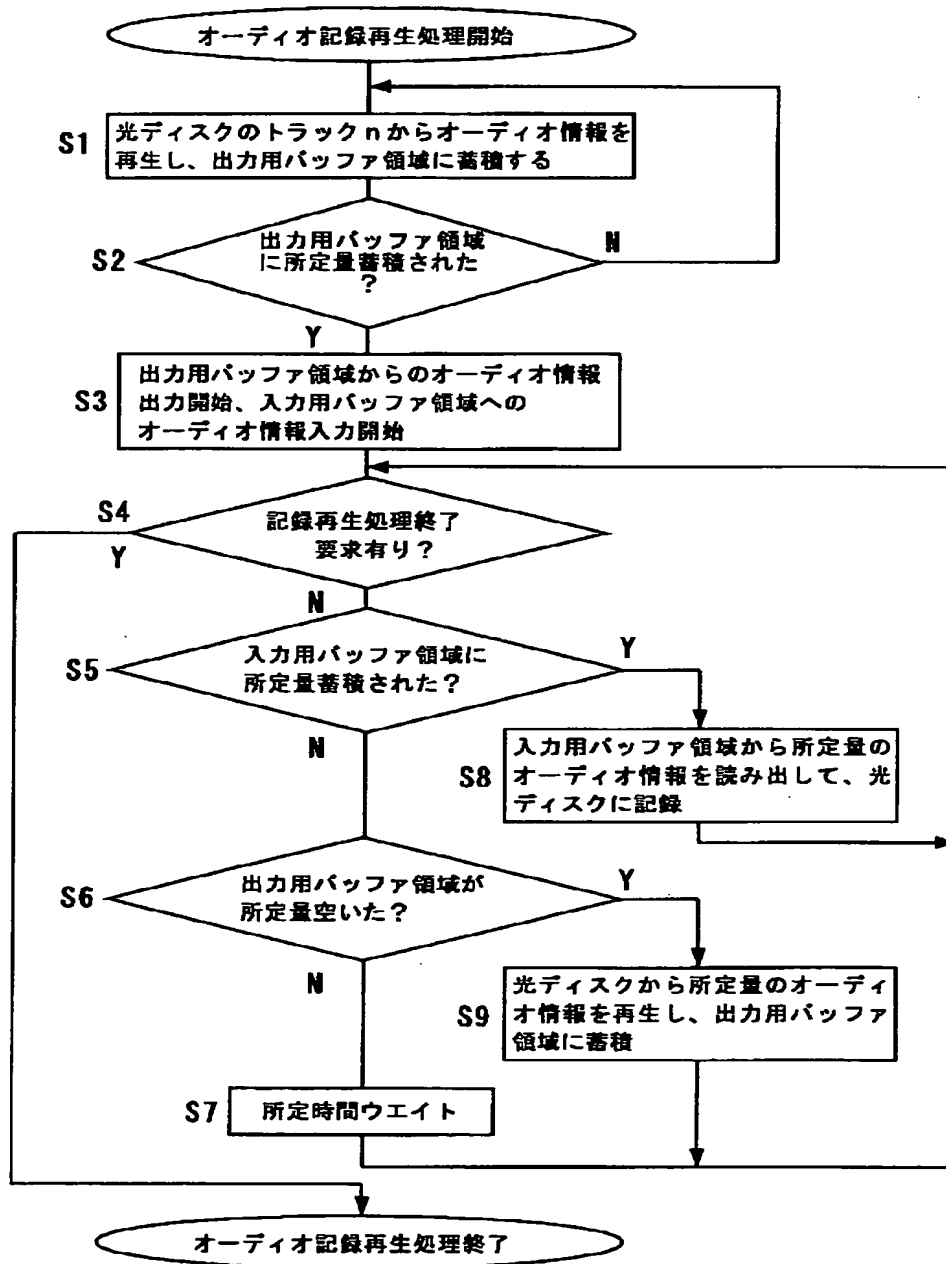 オーディオ記録再生処理開始
S1
光ディスクのトラックnからオーディオ情報を
再生し、出力用バッファ領域に蓄積する
S2
出力用バッファ領域
に所定量蓄積された
?
N
Y
S3
出力用バッファ領域からのオーディオ情報
出力開始、入力用バッファ領域への
オーディオ情報入力開始
S4
記録再生処理終了
要求有り?
Y
N
S5
入力用バッファ領域に
所定量蓄積された?
Y
N
S8
入力用バッファ領域から所定量の
オーディオ情報を読み出して、光
ディスクに記録
S6
出力用バッファ領域が
所定量空いた?
Y
N
S9
光ディスクから所定量のオーディ
オ情報を再生し、出力用バッファ
領域に蓄積
S7
所定時間ウエイト
オーディオ記録再生処理終了